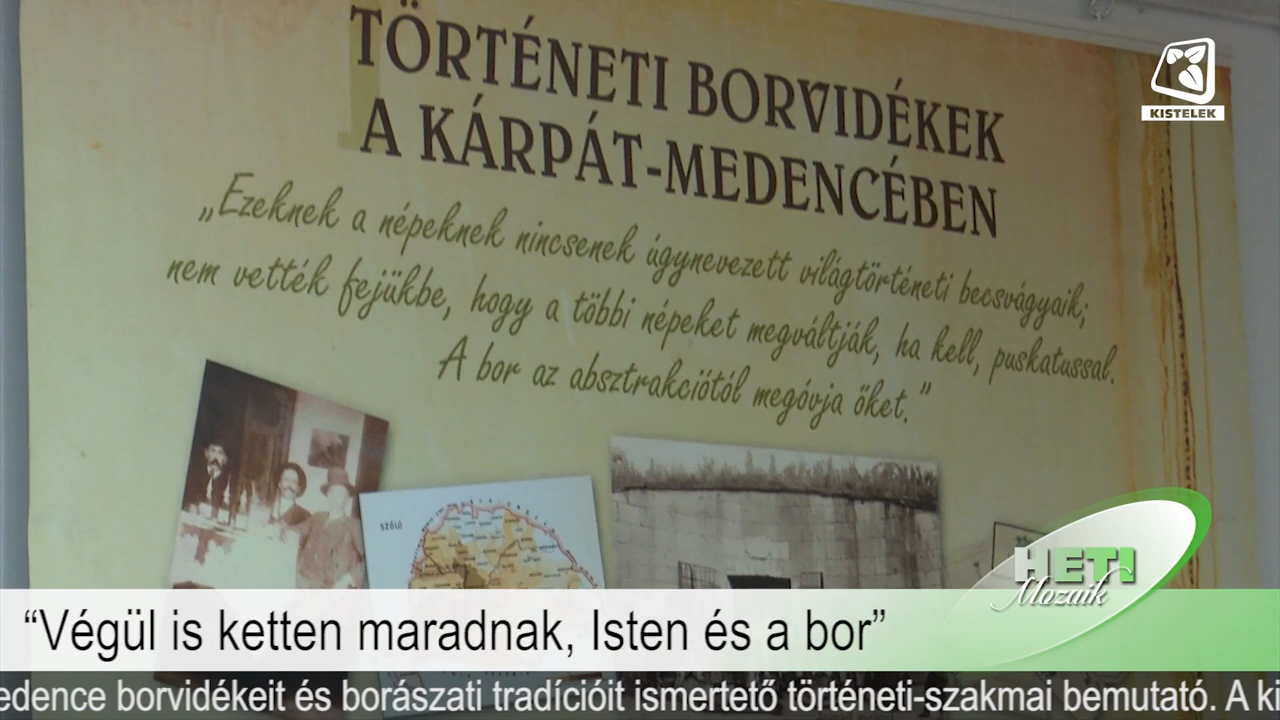 TÖRTÉNETI BORVIDÉKEK
A KÁRPÁT-MEDENCÉBEN
KISTELEK
„Ezeknek a népeknek nincsenek úgynevezett világtörténeti becsvágyaik;
nem vették fejükbe, hogy a többi népeket megváltják, ha kell, puskatussal.
A bor az absztrakciótól megóvja őket.”
SZŐLŐ
HETI
Mozaik
“Végül is ketten maradnak, Isten és a bor”
edence borvidékeit és borászati tradícióit ismertető történeti-szakmai bemutató. A ki